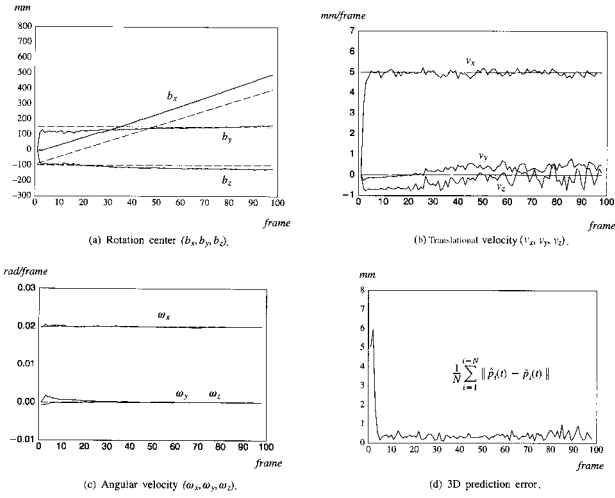 mm
800
700
600
500
400
300
200
100
0
-100
-200
-300
b_x
b_y
b_z
0 10 20 30 40 50 60 70 80 90 100
frame
(a) Rotation center (b_x, b_y, b_z).
mm/frame
7
6
5
4
3
2
1
0
-1
v_x
v_y
v_z
0 10 20 30 40 50 60 70 80 90 100
frame
(b) Translational velocity (v_x, v_y, v_z).
rad/frame
0.03
0.02
0.01
0.00
-0.01
ω_x
ω_y ω_z
0 10 20 30 40 50 60 70 80 90 100
frame
(c) Angular velocity (ω_x, ω_y, ω_z).
mm
8
7
6
5
4
3
2
1
0
1/N ∑_{i=1}^{i=N} ‖ p̂_i(t) − p̄_i(t) ‖
0 10 20 30 40 50 60 70 80 90 100
frame
(d) 3D prediction error.